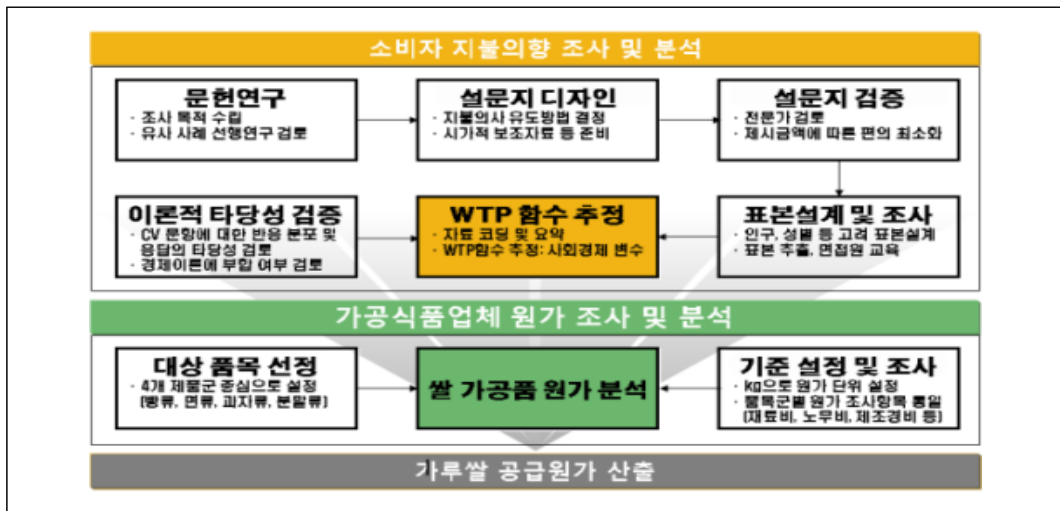 소비자 지불의향 조사 및 분석
문헌연구
· 조사 목적 수립
· 유사 사례 선행연구 검토
설문지 디자인
· 지불의사 유도방법 결정
· 시가적 보조자료 등 준비
설문지 검증
· 전문가 검토
· 제시금액에 따른 편의 최소화
이론적 타당성 검증
· CV 문항에 대한 반응 분포 및
응답의 타당성 검토
· 경제이론에 부합 여부 검토
WTP 함수 추정
· 자료 코딩 및 요약
· WTP함수 추정: 사회경제 변수
표본설계 및 조사
· 인구, 성별 등 고려 표본설계
· 표본 추출, 면접원 교육
가공식품업체 원가 조사 및 분석
대상 품목 선정
· 4개 제품군 중심으로 설정
(빵류, 면류, 과자류, 분말류)
쌀 가공품 원가 분석
기준 설정 및 조사
· kg으로 원가 단위 설정
· 품목군별 원가 조사항목 통일
(재료비, 노무비, 제조경비 등)
가루쌀 공급원가 산출